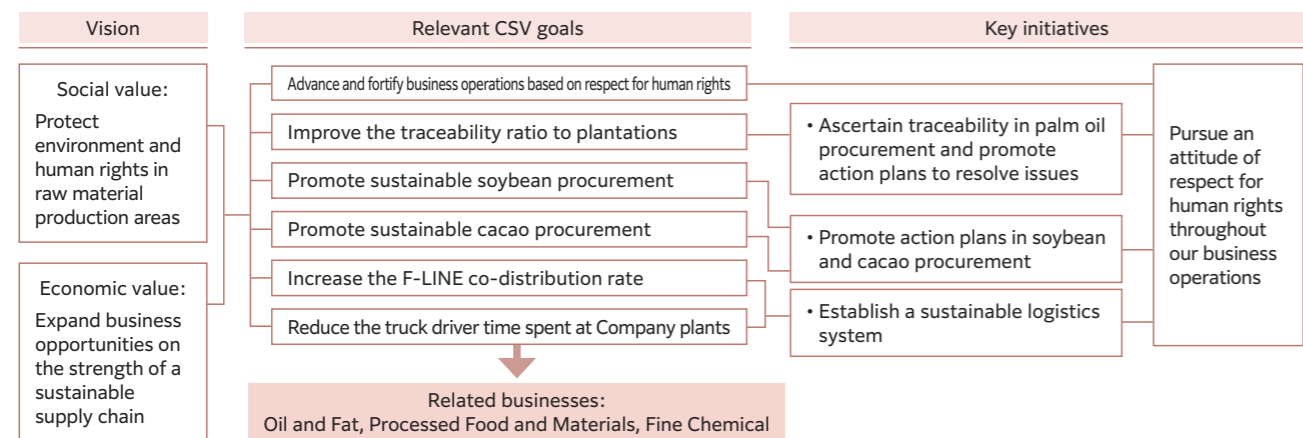 Vision
Relevant CSV goals
Key initiatives
Social value:
Protect
environment and
human rights in
raw material
production areas
Economic value:
Expand business
opportunities on
the strength of a
sustainable
supply chain
Advance and fortify business operations based on respect for human rights
Improve the traceability ratio to plantations
Promote sustainable soybean procurement
Promote sustainable cacao procurement
Increase the F-LINE co-distribution rate
Reduce the truck driver time spent at Company plants
Related businesses:
Oil and Fat, Processed Food and Materials, Fine Chemical
• Ascertain traceability in palm oil
procurement and promote
action plans to resolve issues
• Promote action plans in soybean
and cacao procurement
• Establish a sustainable logistics
system
Pursue an
attitude of
respect for
human rights
throughout
our business
operations